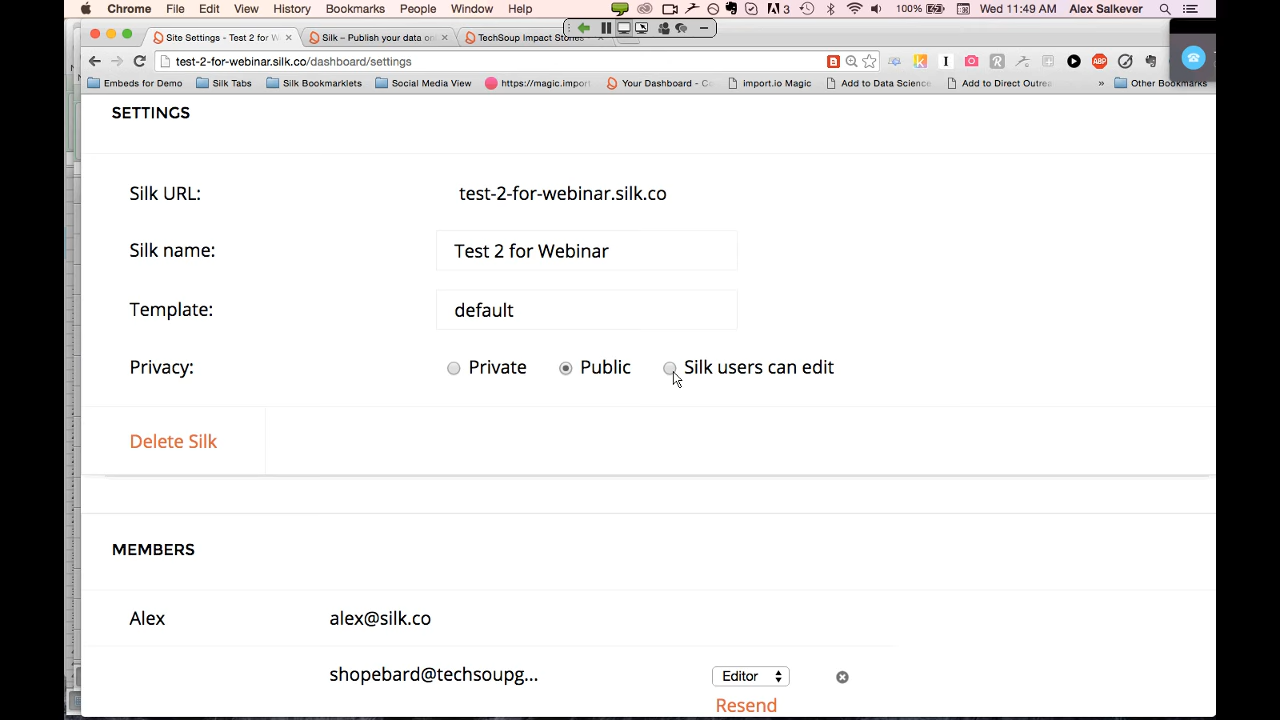 Chrome File Edit View History Bookmarks People Window Help 3 100% Wed 11:49 AM Alex Salkever
Site Settings - Test 2 for W Silk – Publish your data on TechSoup Impact Stories
test-2-for-webinar.silk.co/dashboard/settings
Embeds for Demo Silk Tabs Silk Bookmarklets Social Media View https://magic.import Your Dashboard - Co import.io Magic Add to Data Science Add to Direct Outrea » Other Bookmarks
SETTINGS
Silk URL: test-2-for-webinar.silk.co
Silk name: Test 2 for Webinar
Template: default
Privacy: Private Public Silk users can edit
Delete Silk
MEMBERS
Alex alex@silk.co
shopebard@techsoupg... Editor
Resend